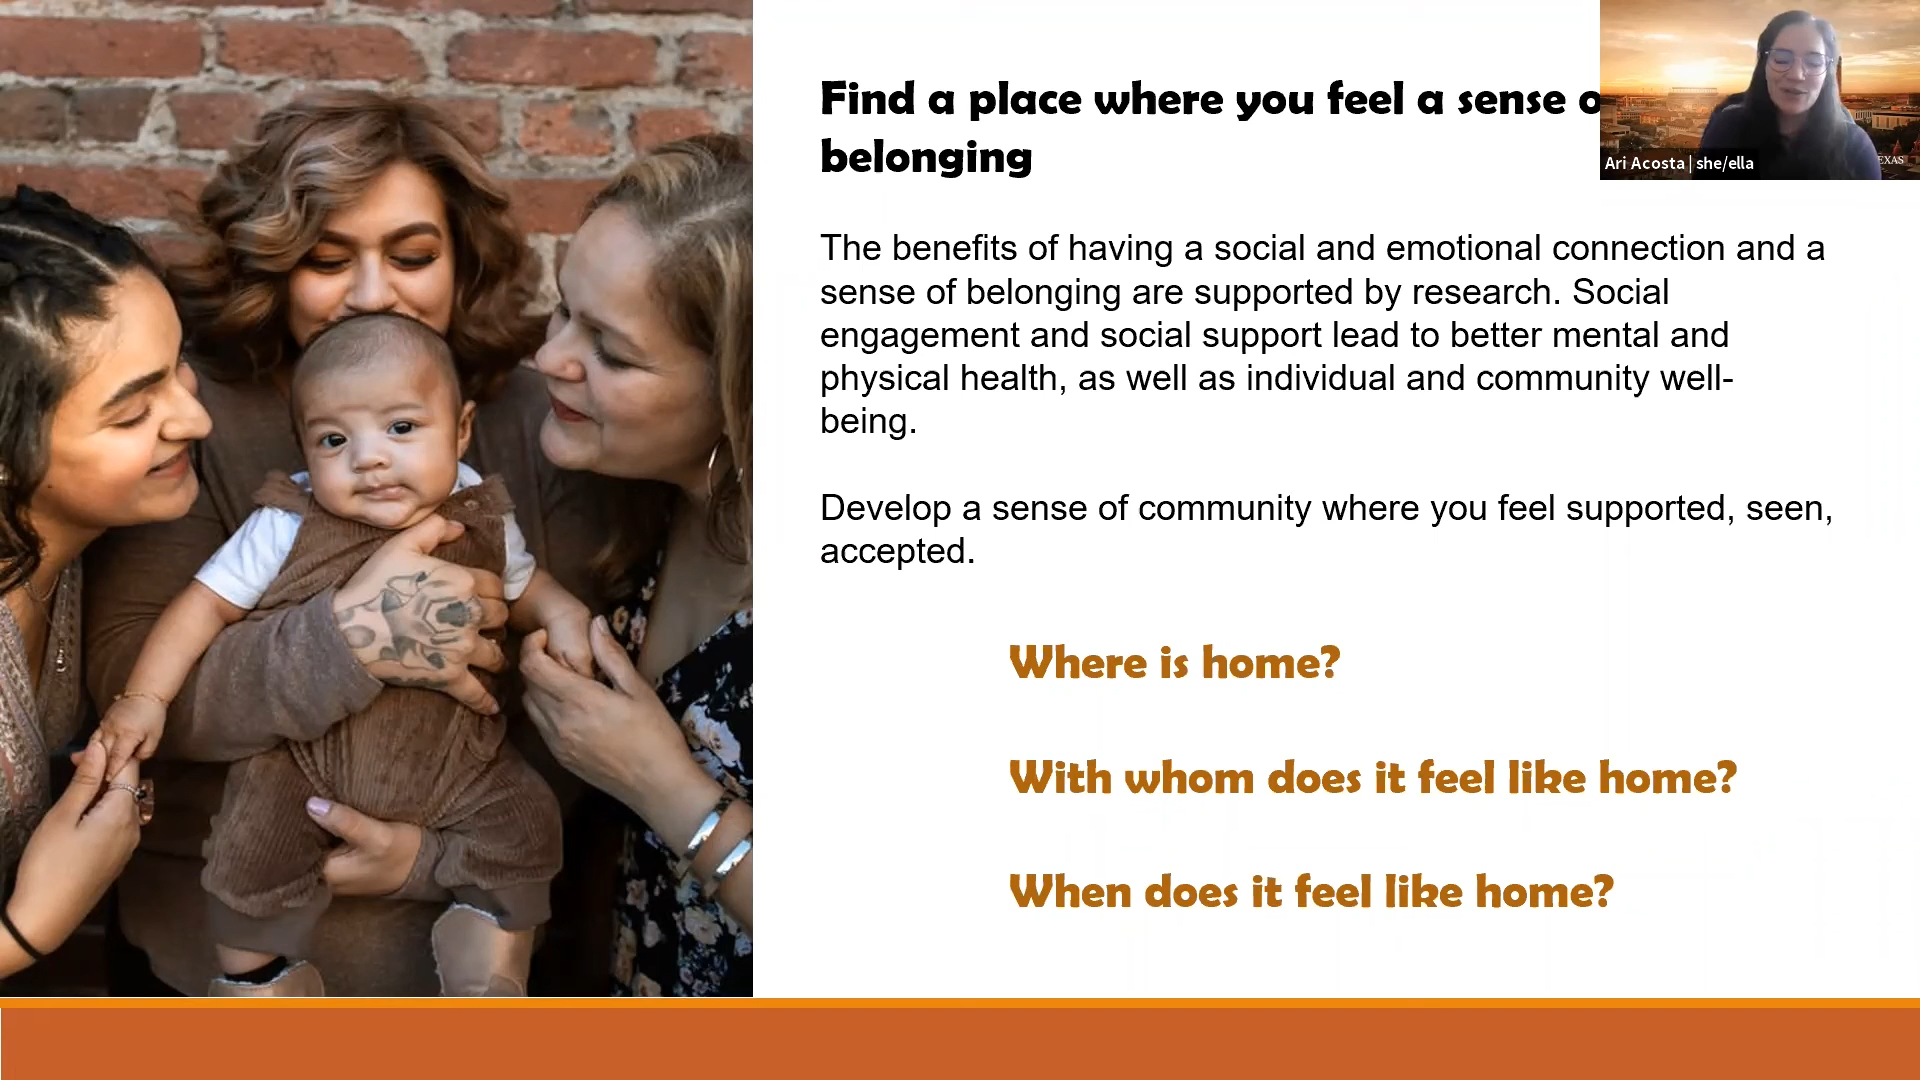 Find a place where you feel a sense o
belonging
Ari Acosta | she/ella
EXAS
The benefits of having a social and emotional connection and a
sense of belonging are supported by research. Social
engagement and social support lead to better mental and
physical health, as well as individual and community well-
being.
Develop a sense of community where you feel supported, seen,
accepted.
Where is home?
With whom does it feel like home?
When does it feel like home?